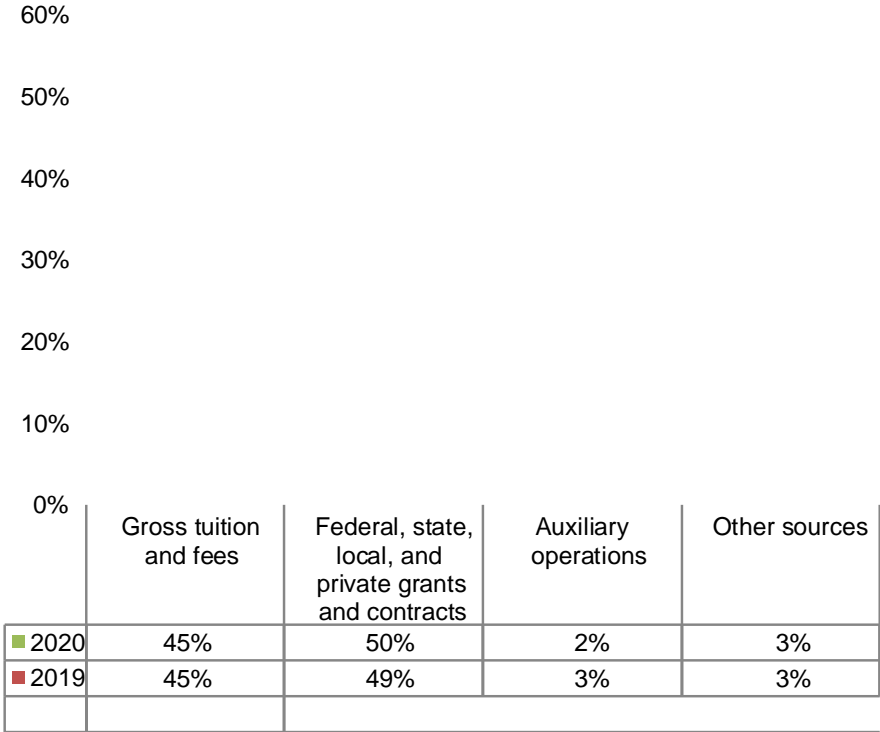 60%
50%
40%
30%
20%
10%
0%
Gross tuition and fees
Federal, state, local, and private grants and contracts
Auxiliary operations
Other sources
2020 45% 50% 2% 3%
2019 45% 49% 3% 3%